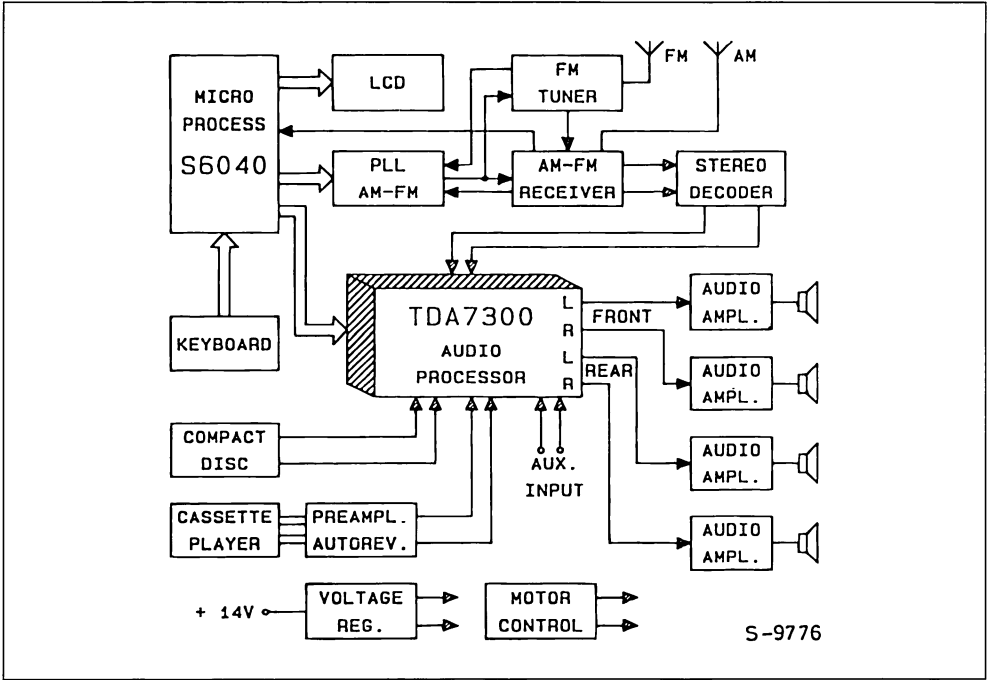 MICRO
PROCESS
S6040
LCD
FM
TUNER
FM
AM
PLL
AM-FM
AM-FM
RECEIVER
STEREO
DECODER
KEYBOARD
TDA7300
AUDIO
PROCESSOR
L
R
L
R
FRONT
REAR
AUDIO
AMPL.
AUDIO
AMPL.
AUDIO
AMPL.
AUDIO
AMPL.
COMPACT
DISC
AUX.
INPUT
CASSETTE
PLAYER
PREAMPL.
AUTOREV.
+ 14V
VOLTAGE
REG.
MOTOR
CONTROL
S-9776